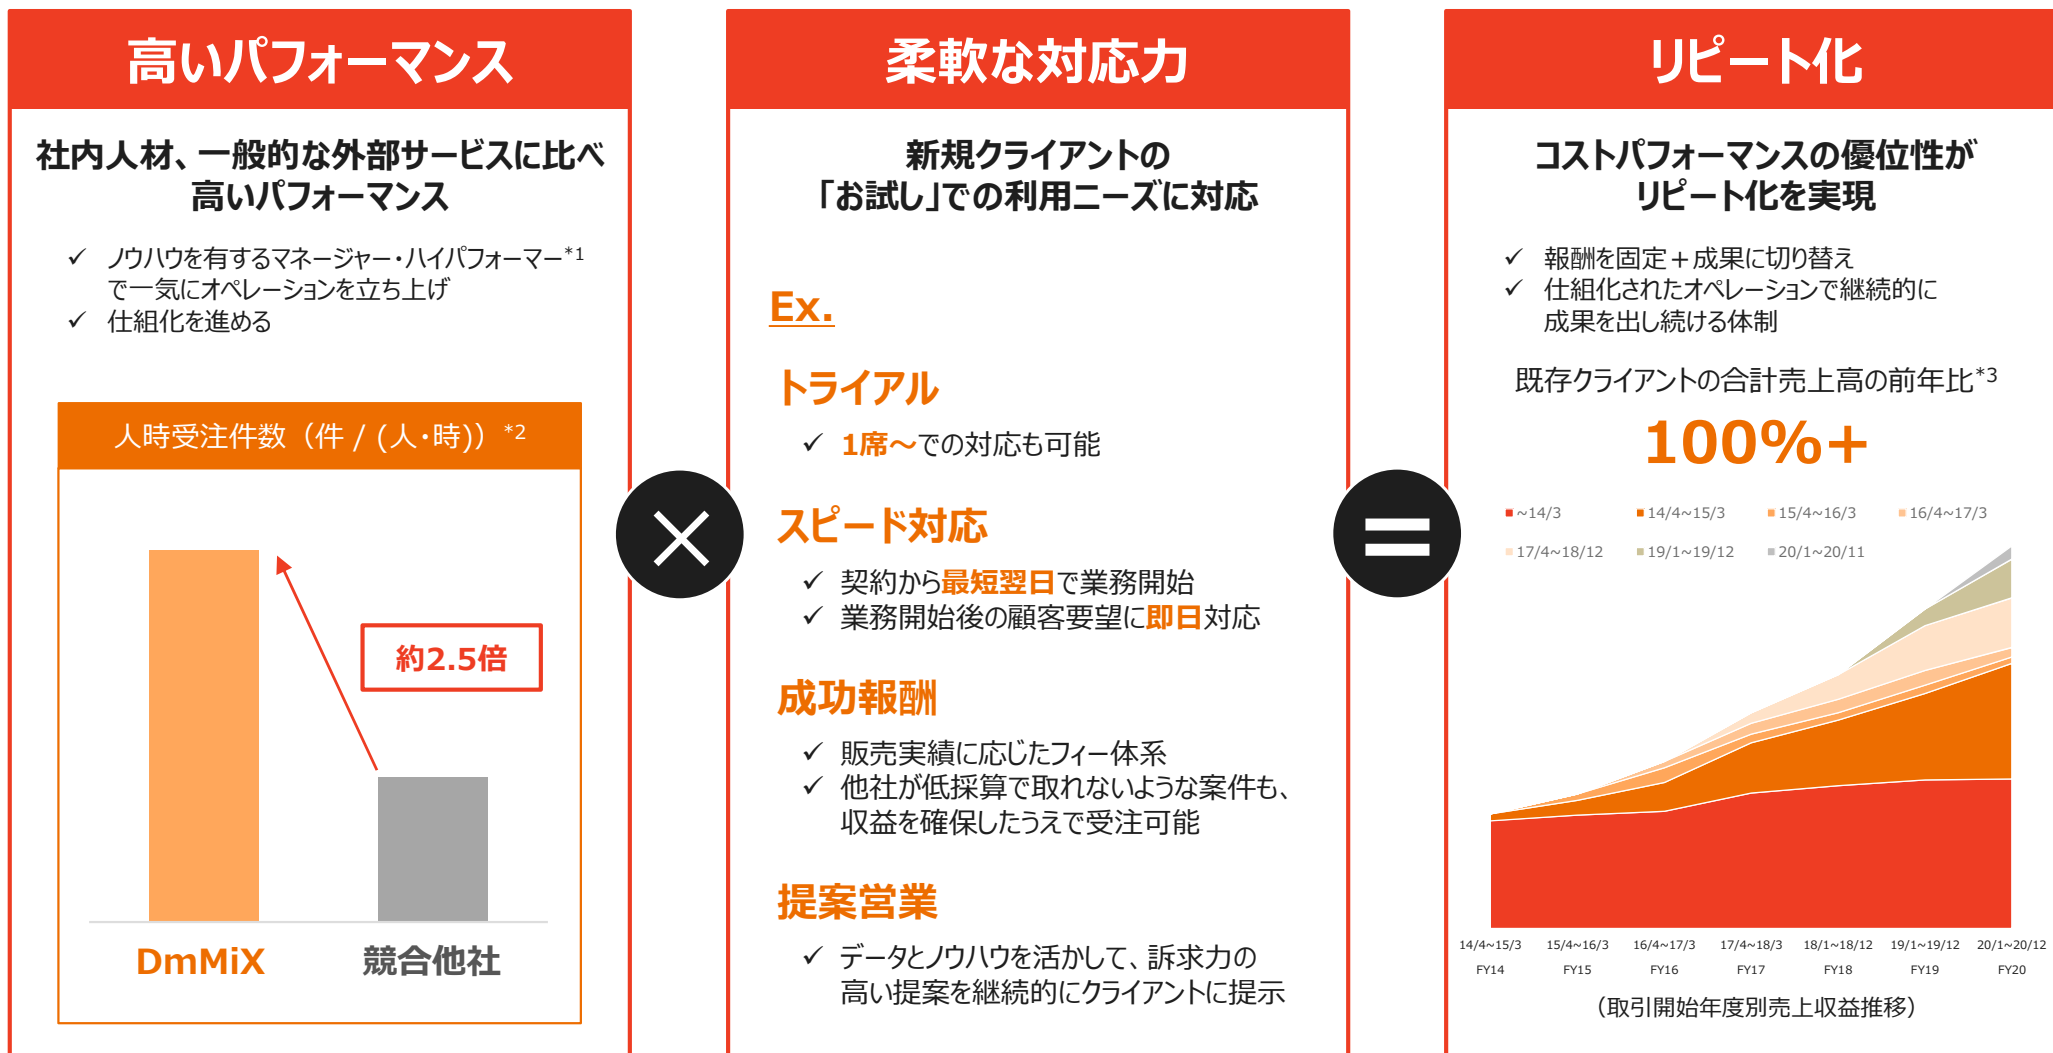 高いパフォーマンス
社内人材、一般的な外部サービスに比べ
高いパフォーマンス
✓ ノウハウを有するマネージャー・ハイパフォーマー*1
で一気にオペレーションを立ち上げ
✓ 仕組化を進める
人時受注件数（件 / (人・時)）*2
約2.5倍
DmMiX
競合他社
×
柔軟な対応力
新規クライアントの
「お試し」での利用ニーズに対応
Ex.
トライアル
✓ 1席～での対応も可能
スピード対応
✓ 契約から最短翌日で業務開始
✓ 業務開始後の顧客要望に即日対応
成功報酬
✓ 販売実績に応じたフィー体系
✓ 他社が低採算で取れないような案件も、
収益を確保したうえで受注可能
提案営業
✓ データとノウハウを活かして、訴求力の
高い提案を継続的にクライアントに提示
=
リピート化
コストパフォーマンスの優位性が
リピート化を実現
✓ 報酬を固定＋成果に切り替え
✓ 仕組化されたオペレーションで継続的に
成果を出し続ける体制
既存クライアントの合計売上高の前年比*3
100%+
~14/3 14/4~15/3 15/4~16/3 16/4~17/3
17/4~18/12 19/1~19/12 20/1~20/11
14/4~15/3 15/4~16/3 16/4~17/3 17/4~18/3 18/1~18/12 19/1~19/12 20/1~20/12
FY14 FY15 FY16 FY17 FY18 FY19 FY20
（取引開始年度別売上収益推移）